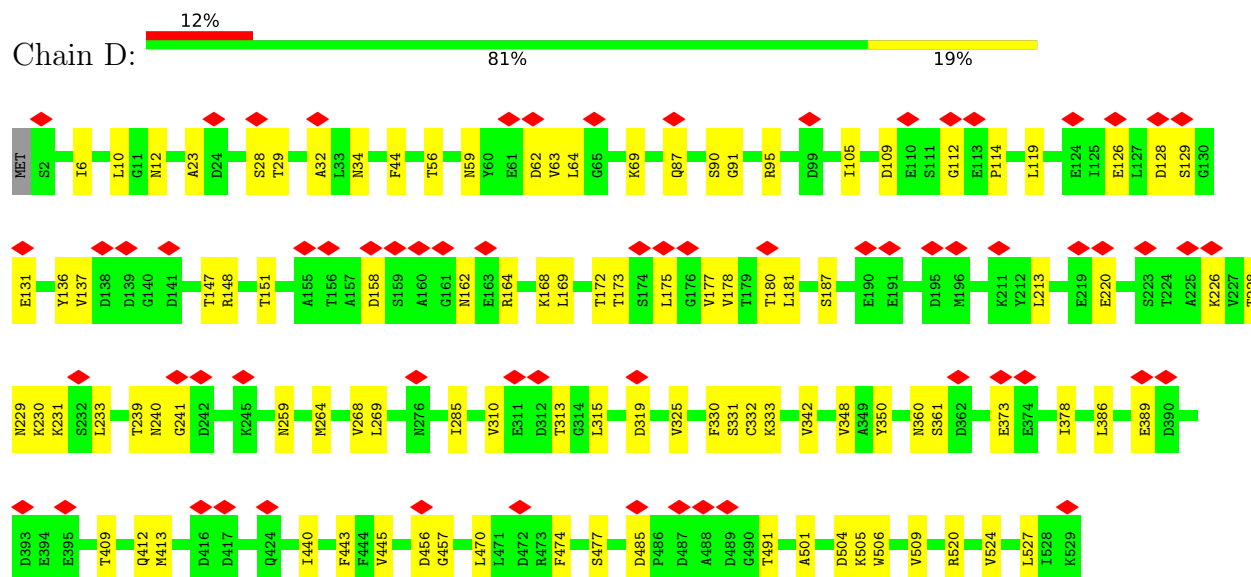 12%
Chain D:
81% 19%
MET S2 I6 L10 G11 N12 A23 D24 S28 T29 A32 L33 N34 F44 T56 N59 Y60 E61 D62 V63 L64 G65 K69 Q87 S90 G91 R95 D99 I105 D109 E110 S111 G112 E113 P114 L119 E124 I125 E126 L127 D128 S129 G130
E131 Y136 V137 D138 D139 G140 D141 T147 R148 T151 A155 T156 A157 D158 S159 A160 G161 N162 E163 R164 K168 L169 T172 T173 S174 L175 G176 V177 V178 T179 T180 L181 S187 E190 E191 D195 M196 K211 Y212 L213 E219 E220 S223 T224 A225 K226 V227 T228
N229 K230 K231 S232 L233 T239 N240 G241 D242 K245 N259 M264 V268 L269 N276 I285 V310 E311 D312 T313 G314 L315 D319 V325 F330 S331 C332 K333 V342 V348 A349 Y350 N360 S361 D362 E373 E374 I378 L386 E389 D390
D393 E394 E395 T409 Q412 M413 D416 D417 Q424 I440 F443 F444 V445 D456 G457 L470 L471 D472 R473 F474 S477 D485 P486 D487 A488 D489 G490 T491 A501 D504 K505 W506 V509 R520 V524 L527 I528 K529